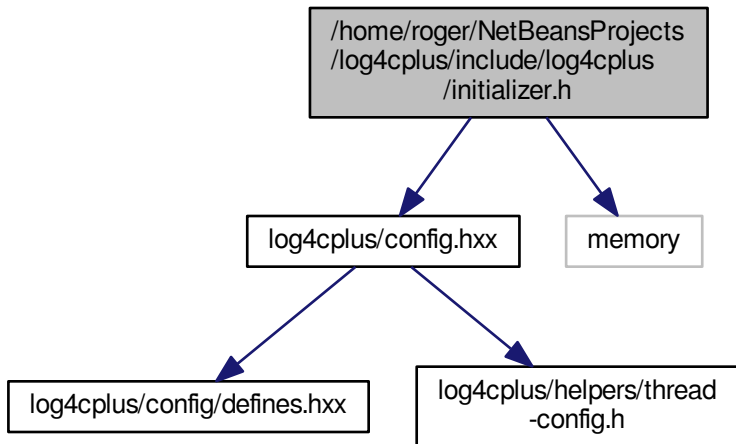 /home/roger/NetBeansProjects
/log4cplus/include/log4cplus
/initializer.h
log4cplus/config.hxx
memory
log4cplus/config/defines.hxx
log4cplus/helpers/thread
-config.h